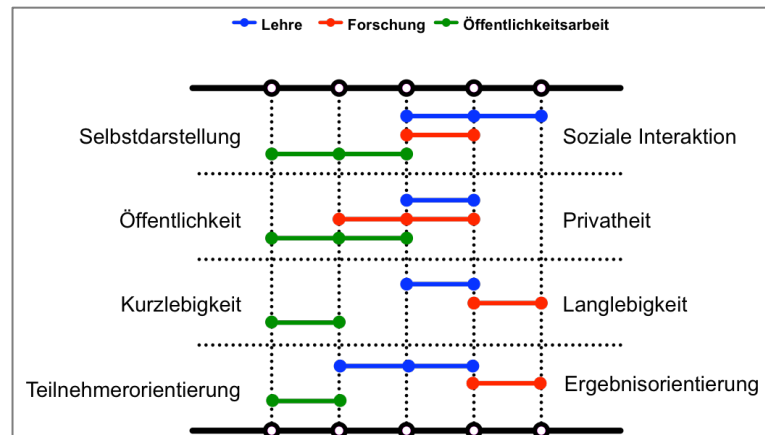 Lehre Forschung Öffentlichkeitsarbeit
Selbstdarstellung Soziale Interaktion
Öffentlichkeit Privatheit
Kurzlebigkeit Langlebigkeit
Teilnehmerorientierung Ergebnisorientierung